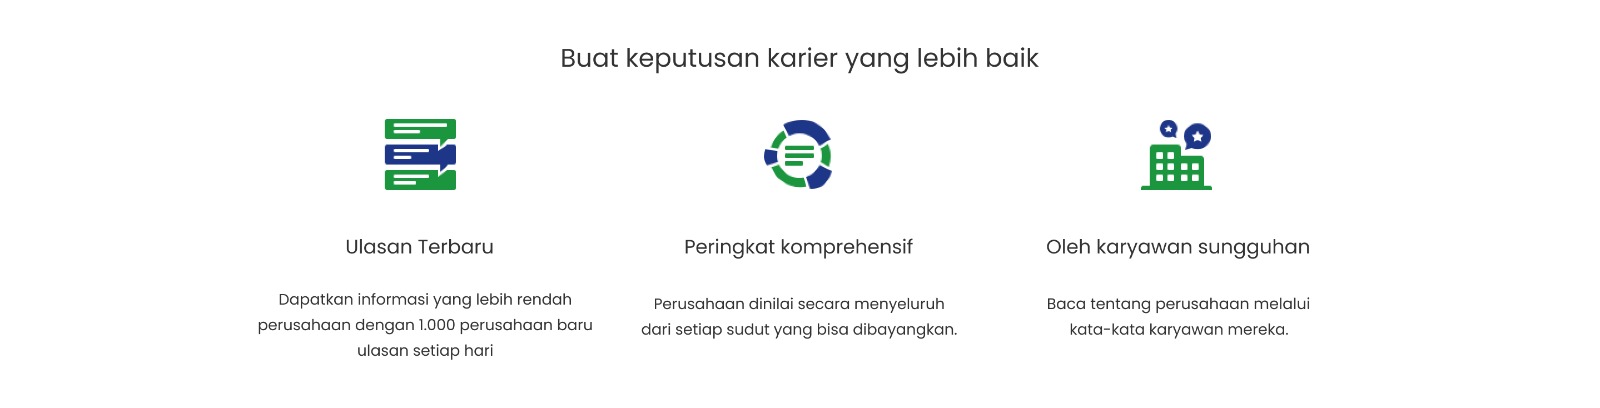 Buat keputusan karier yang lebih baik
Ulasan Terbaru
Dapatkan informasi yang lebih rendah
perusahaan dengan 1.000 perusahaan baru
ulasan setiap hari
Peringkat komprehensif
Perusahaan dinilai secara menyeluruh
dari setiap sudut yang bisa dibayangkan.
Oleh karyawan sungguhan
Baca tentang perusahaan melalui
kata-kata karyawan mereka.